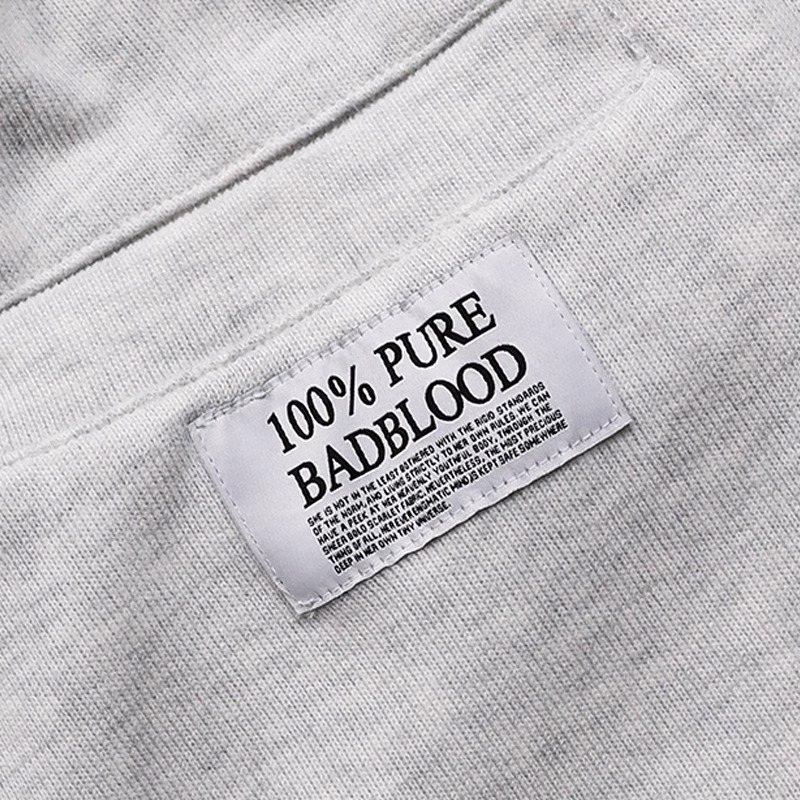 100% PURE
BADBLOOD
SHE IS NOT IN THE LEAST BOTHERED WITH THE RIGID STANDARDS
OF THE NORM, AND LIVING STRICTLY TO HER OWN RULES. WE CAN
HAVE A PEEK AT HER HEAVENLY YOUTHFUL BODY, THROUGH THE
SHEER BOLD SCARLET FABRIC. NEVERTHELESS, THE MOST PRECIOUS
THING OF ALL, HER EVER ENIGMATIC MIND, IS KEPT SAFE SOMEWHERE
DEEP IN HER OWN TINY UNIVERSE.